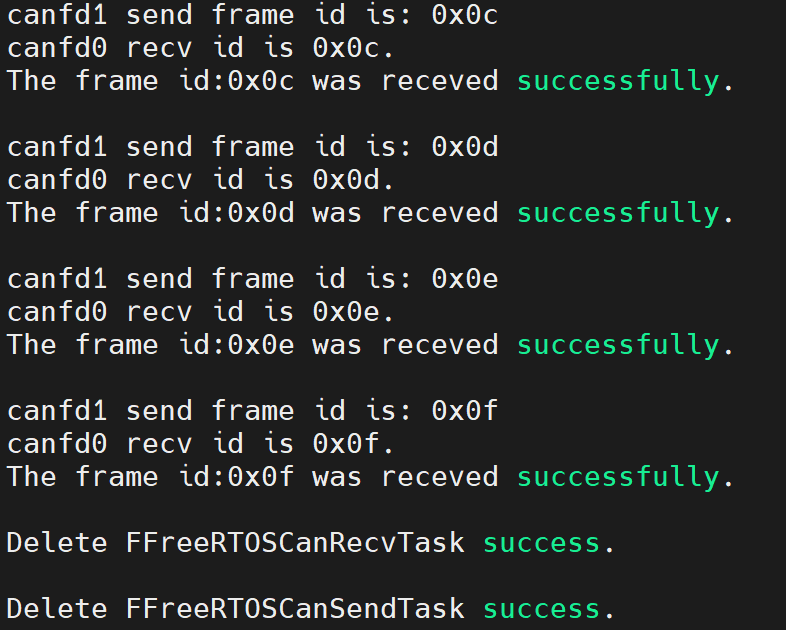 canfd1 send frame id is: 0x0c
canfd0 recv id is 0x0c.
The frame id:0x0c was receved successfully.
canfd1 send frame id is: 0x0d
canfd0 recv id is 0x0d.
The frame id:0x0d was receved successfully.
canfd1 send frame id is: 0x0e
canfd0 recv id is 0x0e.
The frame id:0x0e was receved successfully.
canfd1 send frame id is: 0x0f
canfd0 recv id is 0x0f.
The frame id:0x0f was receved successfully.
Delete FFreeRTOSCanRecvTask success.
Delete FFreeRTOSCanSendTask success.